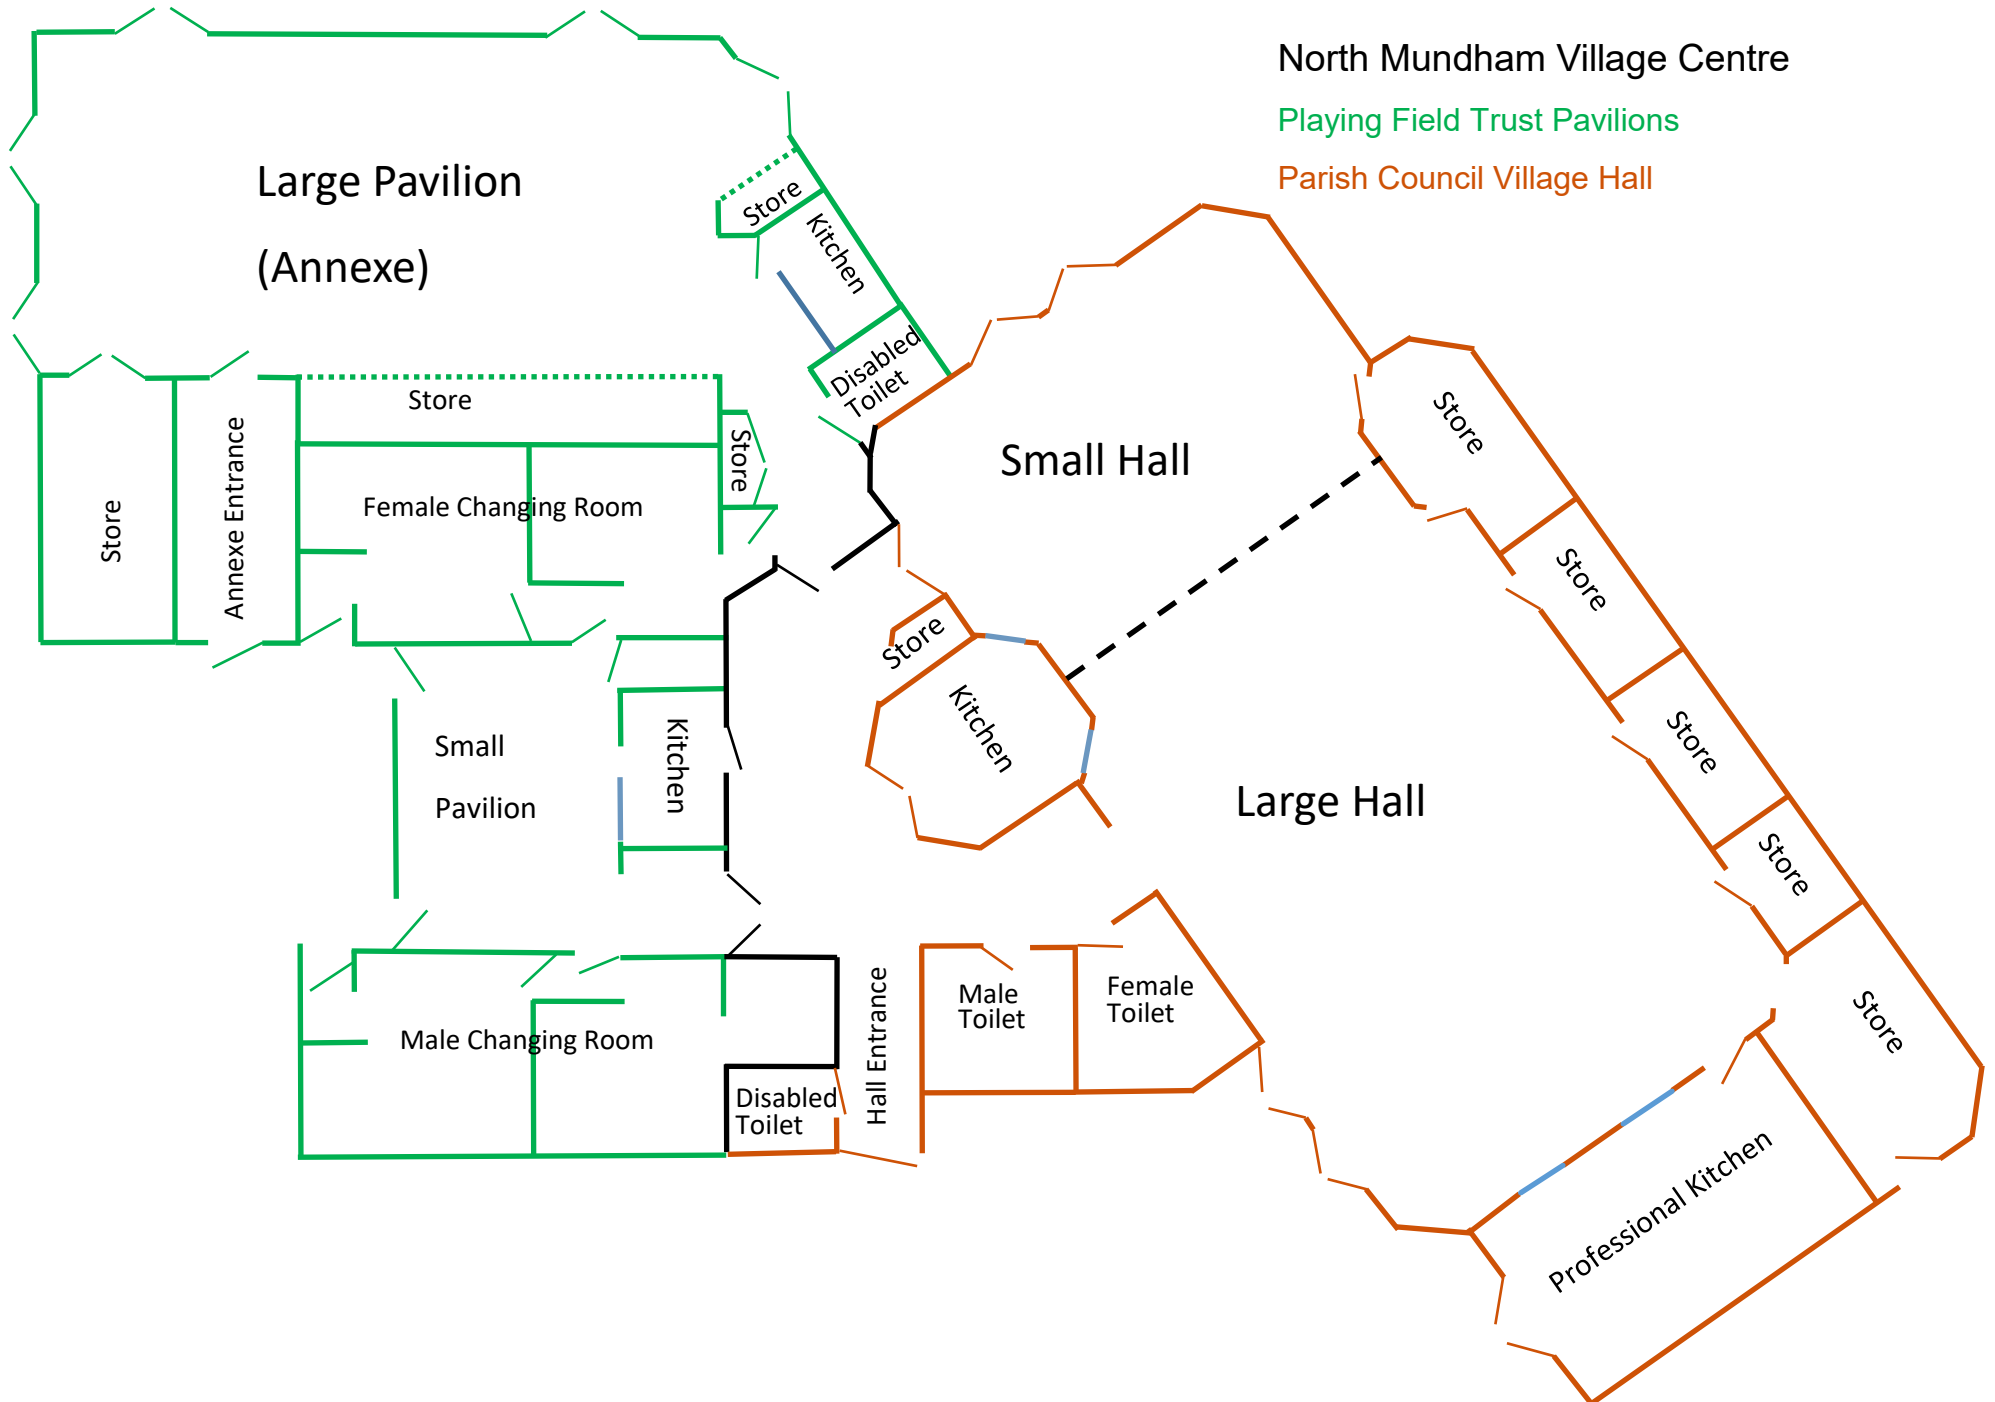 North Mundham Village Centre
Playing Field Trust Pavilions
Parish Council Village Hall
Large Pavilion
(Annexe)
Store
Kitchen
Disabled
Toilet
Store
Store
Store
Annexe Entrance
Female Changing Room
Small Hall
Store
Store
Store
Store
Store
Store
Kitchen
Small
Pavilion
Kitchen
Large Hall
Male Changing Room
Disabled
Toilet
Hall Entrance
Male
Toilet
Female
Toilet
Professional Kitchen